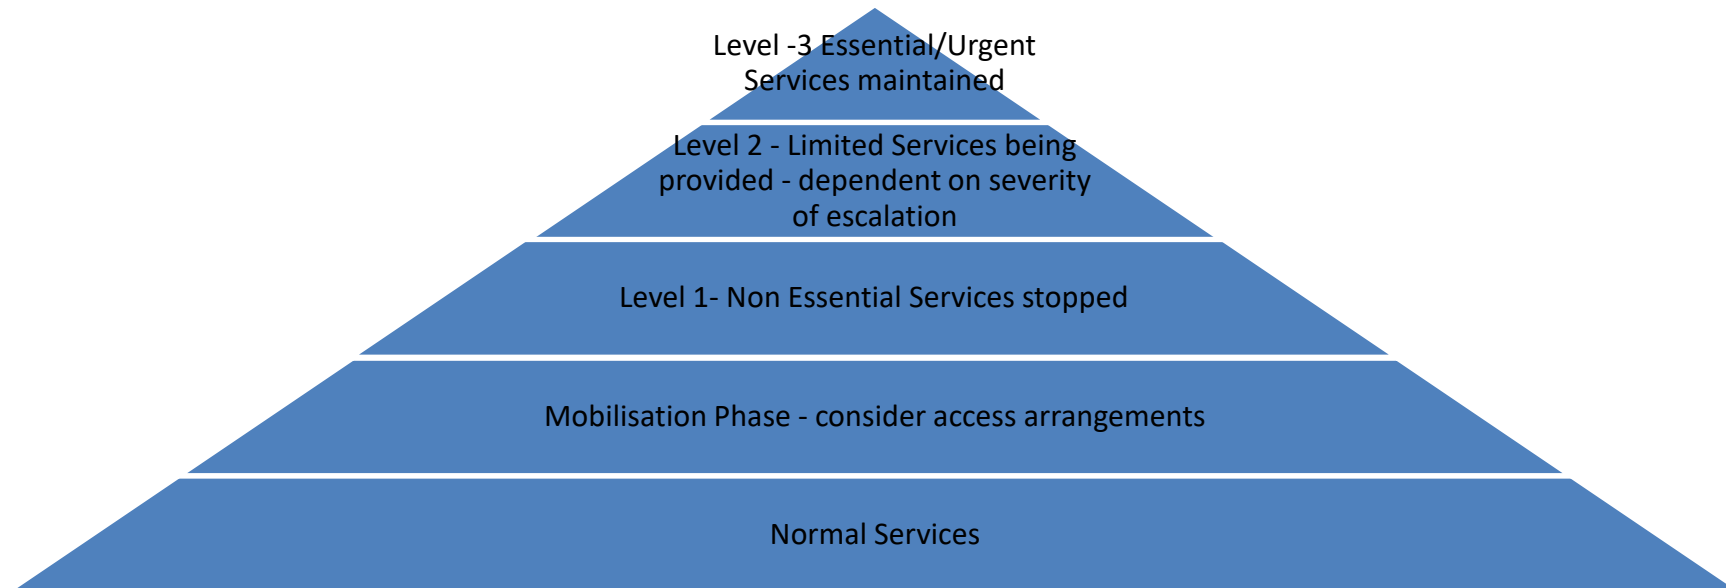 Level -3 Essential/Urgent
Services maintained
Level 2 - Limited Services being
provided - dependent on severity
of escalation
Level 1- Non Essential Services stopped
Mobilisation Phase - consider access arrangements
Normal Services